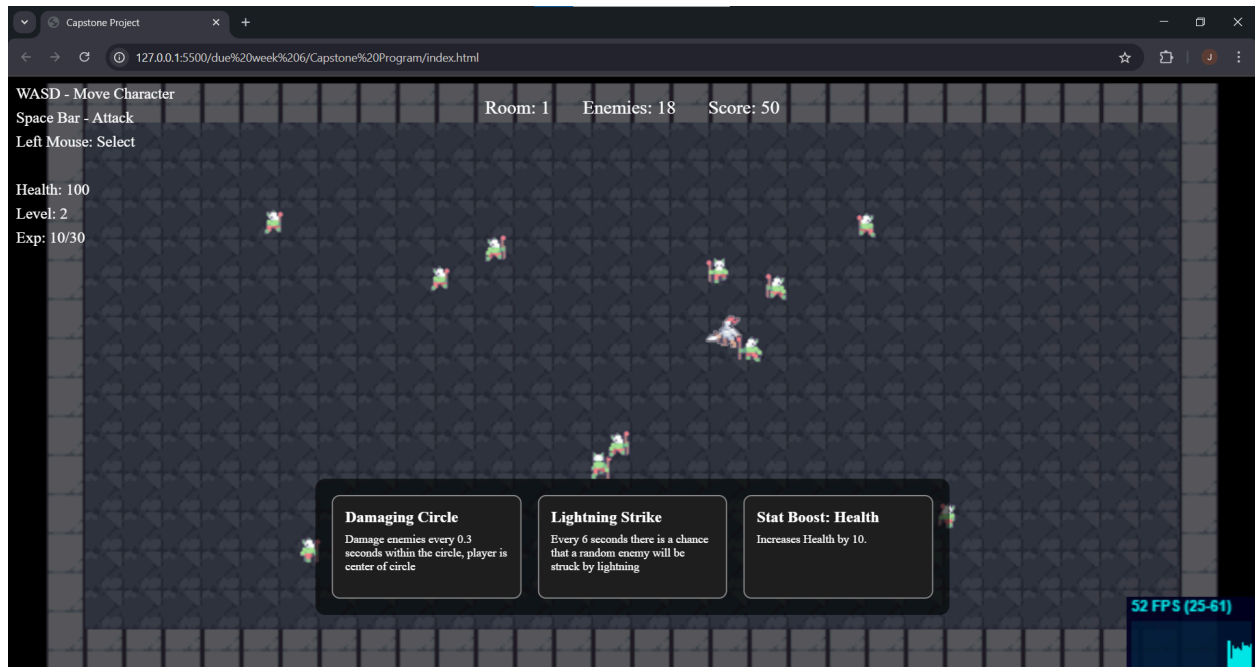 Capstone Project
127.0.0.1:5500/due%20week%206/Capstone%20Program/index.html
J
WASD - Move Character
Space Bar - Attack
Left Mouse: Select
Room: 1 Enemies: 18 Score: 50
Health: 100
Level: 2
Exp: 10/30
Damaging Circle
Damage enemies every 0.3
seconds within the circle, player is
center of circle
Lightning Strike
Every 6 seconds there is a chance
that a random enemy will be
struck by lightning
Stat Boost: Health
Increases Health by 10.
52 FPS (25-61)